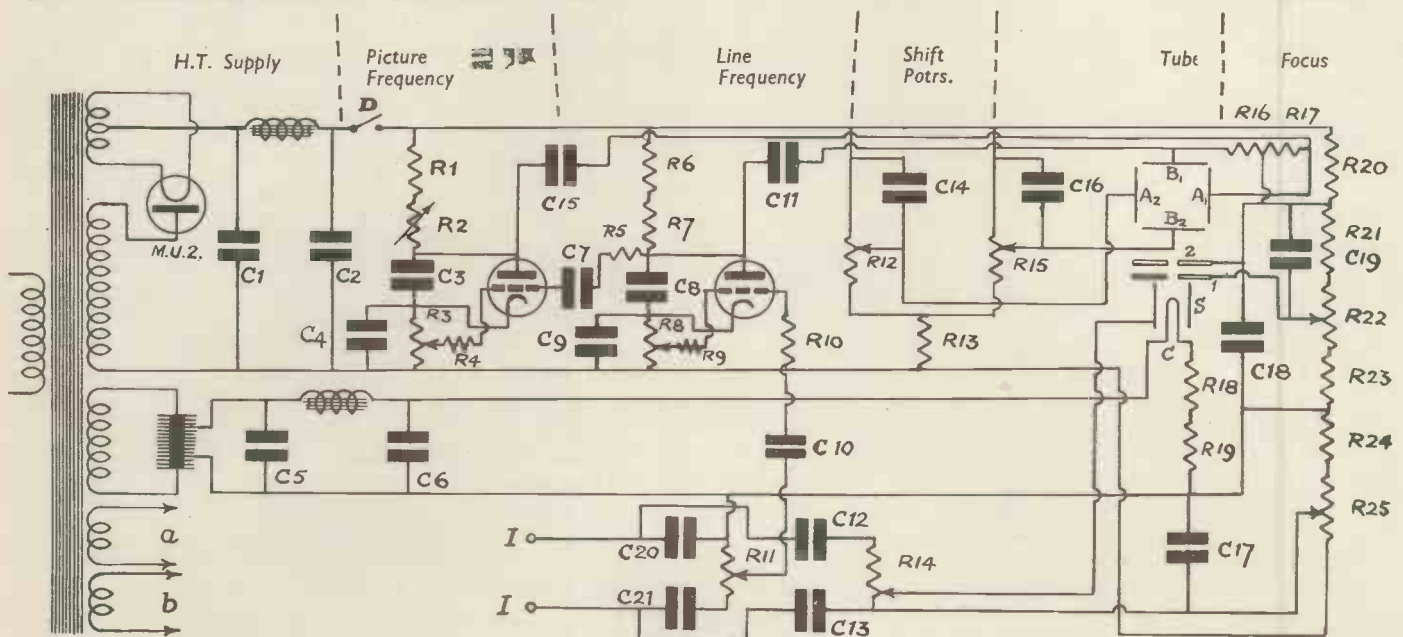 H.T. Supply
Picture
Frequency
Line
Frequency
Shift
Potrs.
Tube
Focus
D
R16 R17
R1
C15
R6
C11
C14
C16
B₁
A₂ A₁
B₂
R20
R2
R5
R7
R12
R15
R21
C19
M.U.2,
C1
C2
C3
C7
C8
2
1
S
C
C4
R3
R4
C9
R8
R9
R10
R13
C18
R22
R23
R18
R24
C5
C6
C10
R19
R25
a
b
I
C20
R11
C12
R14
C17
I
C21
C13